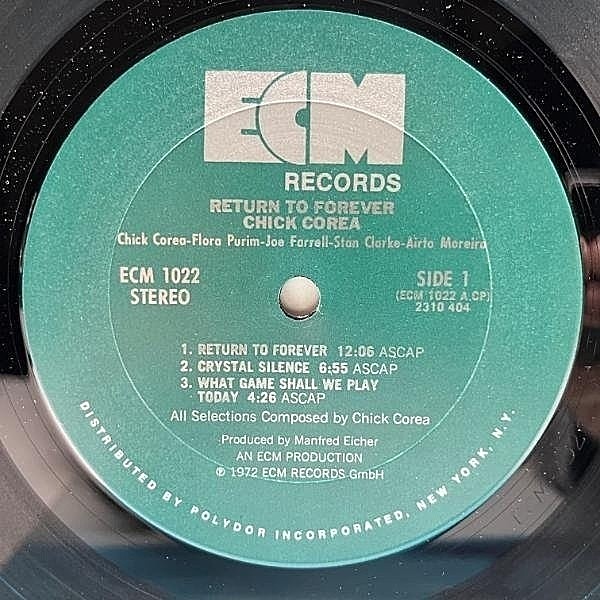 ECM
RECORDS
RETURN TO FOREVER
CHICK COREA
Chick Corea-Flora Purim-Joe Farrell-Stan Clarke-Airto Moreira
ECM 1022
STEREO
SIDE 1
(ECM 1022 A.CP)
2310 404
1. RETURN TO FOREVER 12:06 ASCAP
2. CRYSTAL SILENCE 6:55 ASCAP
3. WHAT GAME SHALL WE PLAY
TODAY 4:26 ASCAP
All Selections Composed by Chick Corea
Produced by Manfred Eicher
AN ECM PRODUCTION
℗ 1972 ECM RECORDS GmbH
DISTRIBUTED BY POLYDOR INCORPORATED, NEW YORK, N.Y.